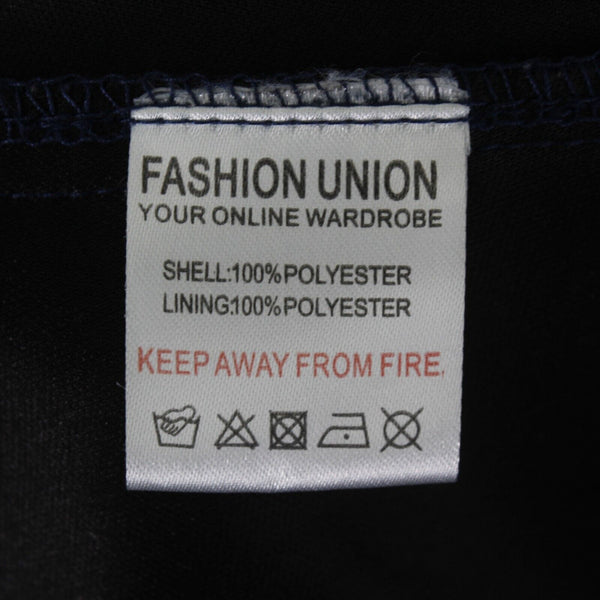 FASHION UNION
YOUR ONLINE WARDROBE
SHELL:100%POLYESTER
LINING:100%POLYESTER
KEEP AWAY FROM FIRE.